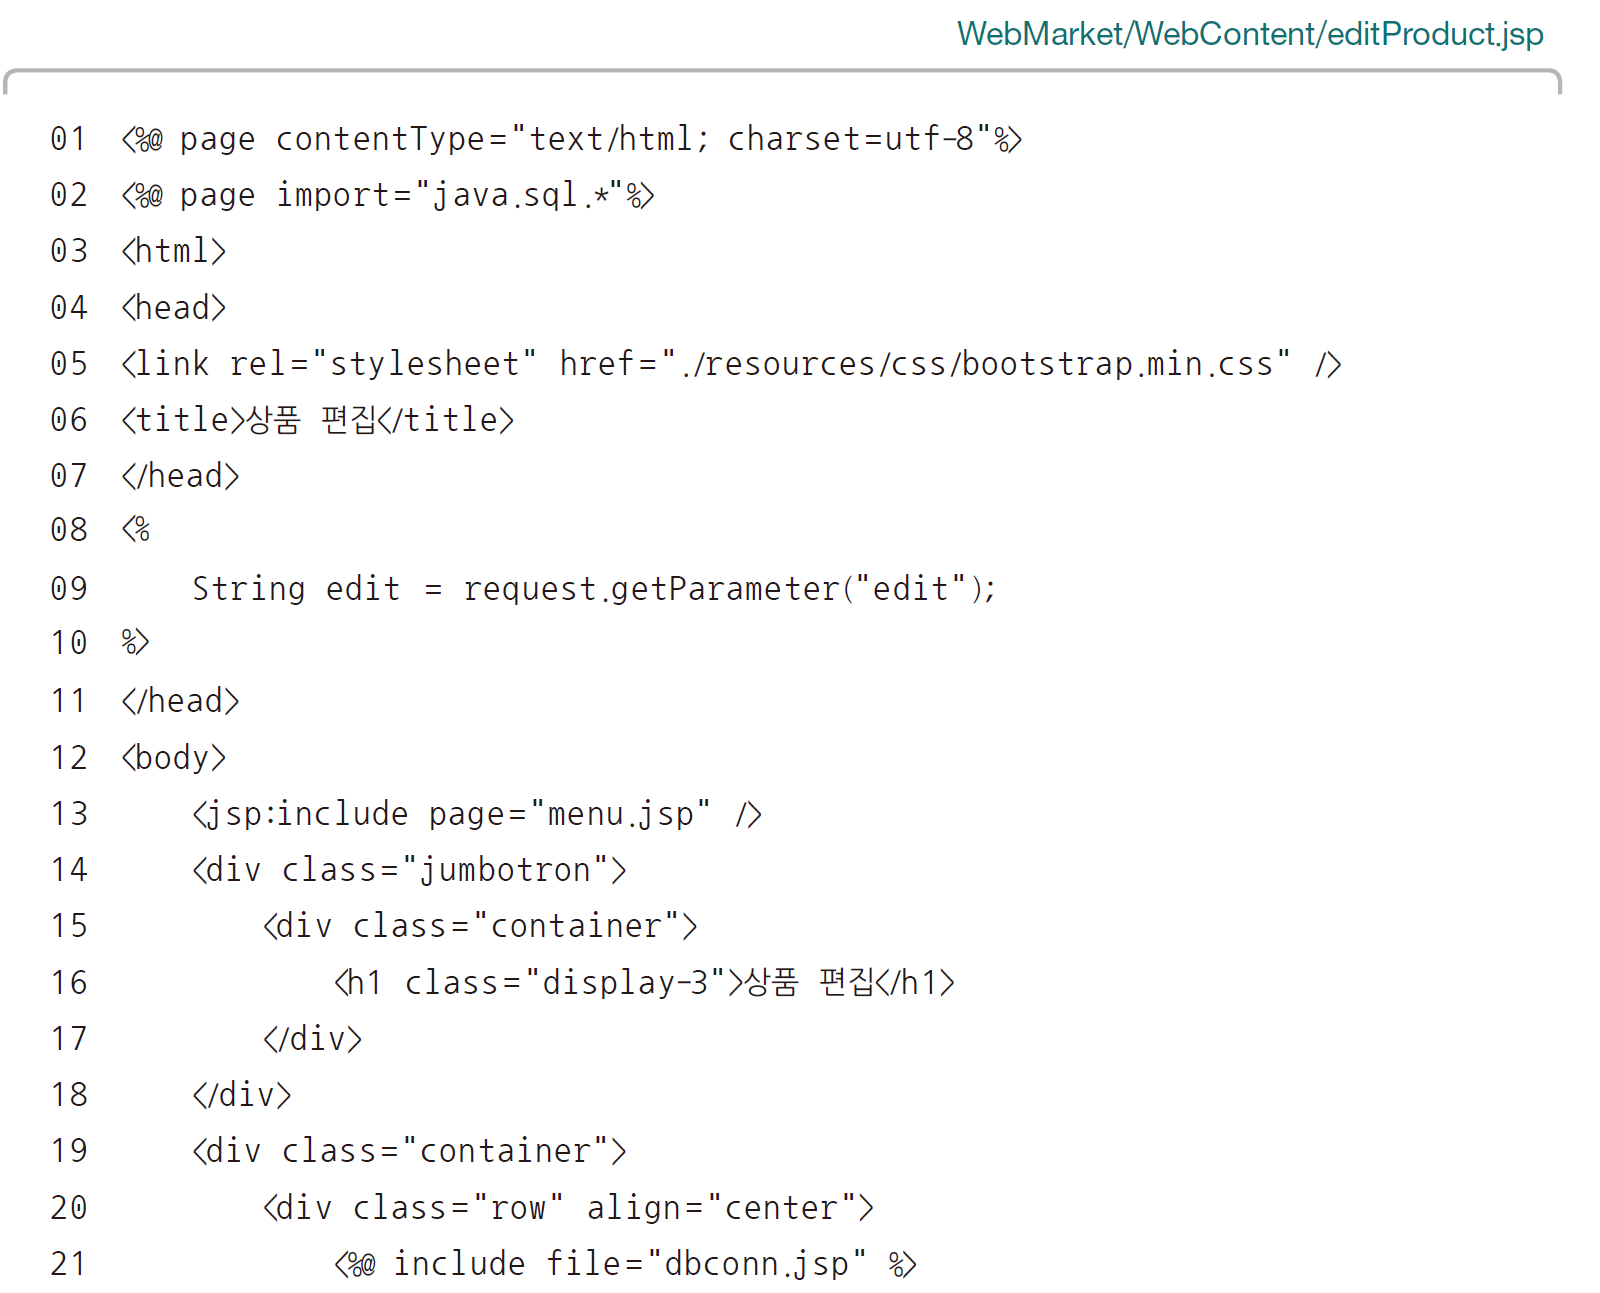 WebMarket/WebContent/editProduct.jsp
01 <%@ page contentType="text/html; charset=utf-8"%>
02 <%@ page import="java.sql.*"%>
03 <html>
04 <head>
05 <link rel="stylesheet" href="./resources/css/bootstrap.min.css" />
06 <title>상품 편집</title>
07 </head>
08 <%
09     String edit = request.getParameter("edit");
10 %>
11 </head>
12 <body>
13     <jsp:include page="menu.jsp" />
14     <div class="jumbotron">
15         <div class="container">
16             <h1 class="display-3">상품 편집</h1>
17         </div>
18     </div>
19     <div class="container">
20         <div class="row" align="center">
21             <%@ include file="dbconn.jsp" %>